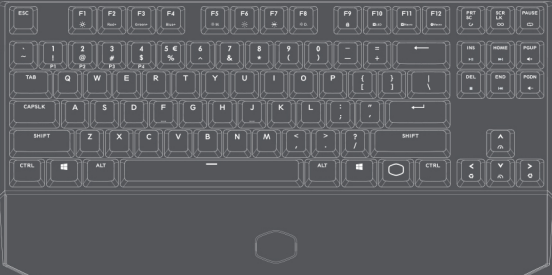 ESC F1 F2 F3 F4 F5 F6 F7 F8 F9 F10 F11 F12 PRT SC SCR LK PAUSE
` ~ 1 ! 2 @ 3 # 4 $ 5 € % 6 ^ 7 & 8 * 9 ( 0 ) — – + = INS HOME PGUP
P1 P2 P3 P4
TAB Q W E R T Y U I O P { [ } ] | \ DEL END PGDN
CAPSLK A S D F G H J K L : ; " '
SHIFT Z X C V B N M < , > . ? / SHIFT
CTRL ALT ALT CTRL